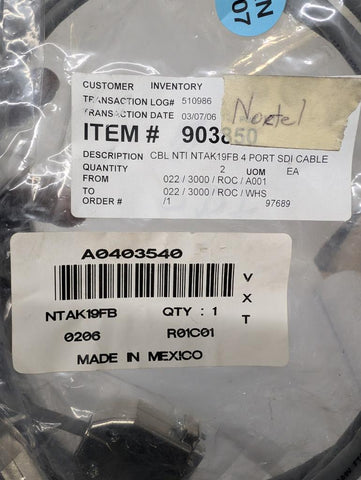 N
07
CUSTOMER INVENTORY
TRANSACTION LOG# 510986
TRANSACTION DATE 03/07/06
Nortel
ITEM # 903850
DESCRIPTION CBL NTI NTAK19FB 4 PORT SDI CABLE
QUANTITY 2 UOM EA
FROM 022 / 3000 / ROC / A001
TO 022 / 3000 / ROC / WHS
ORDER # /1 97689
A0403540
NTAK19FB QTY : 1
0206 R01C01
MADE IN MEXICO
V X T